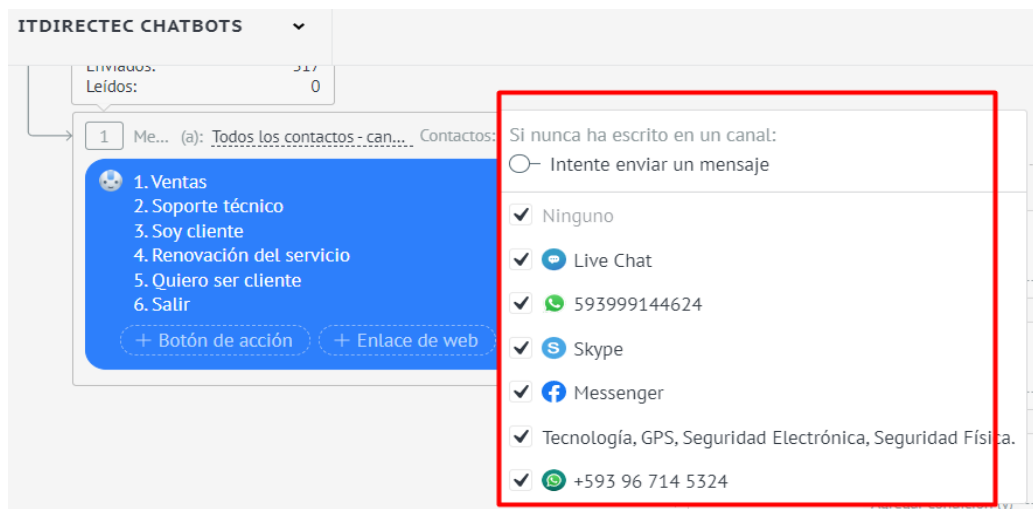 ITDIRECTEC CHATBOTS
Enviados: 517
Leídos: 0
1 Me... (a): Todos los contactos - can... Contactos:
1. Ventas
2. Soporte técnico
3. Soy cliente
4. Renovación del servicio
5. Quiero ser cliente
6. Salir
+ Botón de acción
+ Enlace de web
Si nunca ha escrito en un canal:
Intente enviar un mensaje
Ninguno
Live Chat
593999144624
Skype
Messenger
Tecnología, GPS, Seguridad Electrónica, Seguridad Física.
+593 96 714 5324